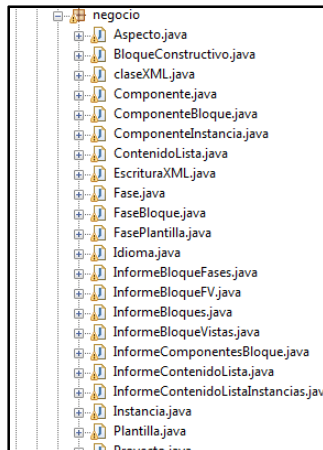 negocio
Aspecto.java
BloqueConstructivo.java
claseXML.java
Componente.java
ComponenteBloque.java
ComponenteInstancia.java
ContenidoLista.java
EscrituraXML.java
Fase.java
FaseBloque.java
FasePlantilla.java
Idioma.java
InformeBloqueFases.java
InformeBloqueFV.java
InformeBloques.java
InformeBloqueVistas.java
InformeComponentesBloque.java
InformeContenidoLista.java
InformeContenidoListaInstancias.jav
Instancia.java
Plantilla.java
Proyecto.java